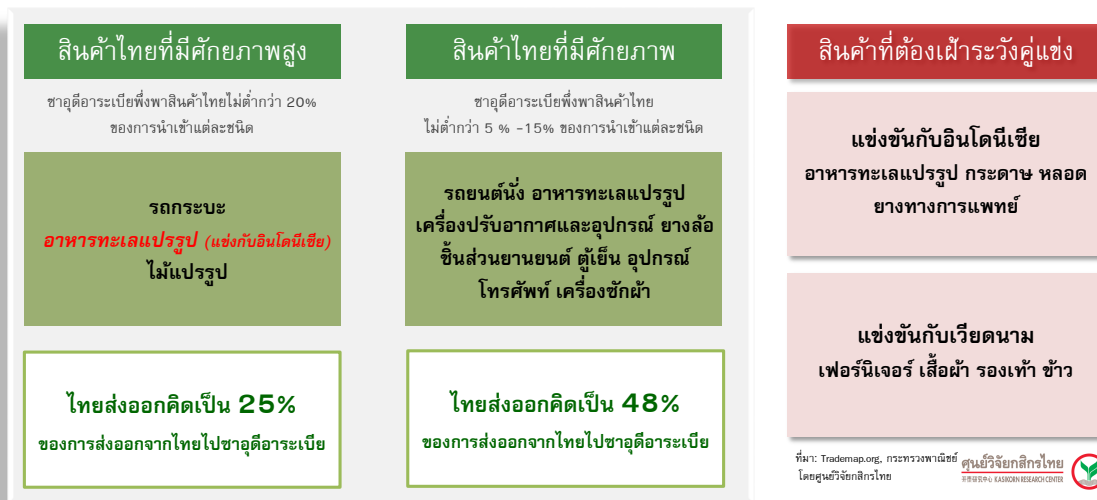 สินค้าไทยที่มีศักยภาพสูง
ซาอุดีอาระเบียพึ่งพาสินค้าไทยไม่ต่ำกว่า 20%
ของการนำเข้าแต่ละชนิด
รถกระบะ
อาหารทะเลแปรรูป (แข่งกับอินโดนีเซีย)
ไม้แปรรูป
ไทยส่งออกคิดเป็น 25%
ของการส่งออกจากไทยไปซาอุดีอาระเบีย
สินค้าไทยที่มีศักยภาพ
ซาอุดีอาระเบียพึ่งพาสินค้าไทย
ไม่ต่ำกว่า 5 % -15% ของการนำเข้าแต่ละชนิด
รถยนต์นั่ง อาหารทะเลแปรรูป
เครื่องปรับอากาศและอุปกรณ์ ยางล้อ
ชิ้นส่วนยานยนต์ ตู้เย็น อุปกรณ์
โทรศัพท์ เครื่องซักผ้า
ไทยส่งออกคิดเป็น 48%
ของการส่งออกจากไทยไปซาอุดีอาระเบีย
สินค้าที่ต้องเฝ้าระวังคู่แข่ง
แข่งขันกับอินโดนีเซีย
อาหารทะเลแปรรูป กระดาษ หลอด
ยางทางการแพทย์
แข่งขันกับเวียดนาม
เฟอร์นิเจอร์ เสื้อผ้า รองเท้า ข้าว
ที่มา: Trademap.org, กระทรวงพาณิชย์
โดยศูนย์วิจัยกสิกรไทย
ศูนย์วิจัยกสิกรไทย
开泰研究中心 KASIKORN RESEARCH CENTER